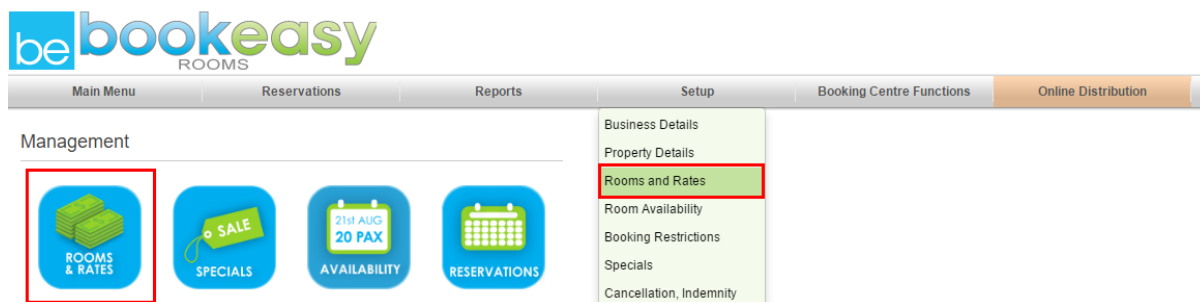 be bookeasy
ROOMS
Main Menu Reservations Reports Setup Booking Centre Functions Online Distribution
Management
Business Details
Property Details
Rooms and Rates
Room Availability
Booking Restrictions
Specials
Cancellation, Indemnity
ROOMS
& RATES
SALE
SPECIALS
21st AUG
20 PAX
AVAILABILITY
RESERVATIONS